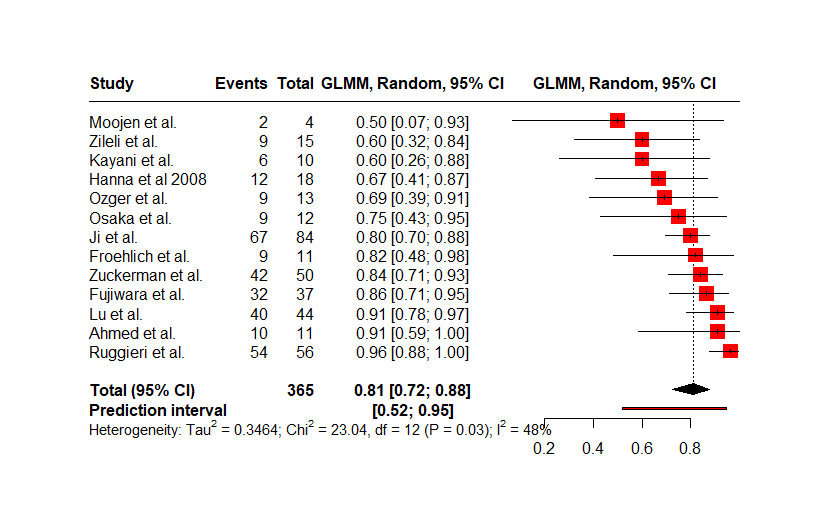 Study Events Total GLMM, Random, 95% CI GLMM, Random, 95% CI
Moojen et al. 2 4 0.50 [0.07; 0.93]
Zileli et al. 9 15 0.60 [0.32; 0.84]
Kayani et al. 6 10 0.60 [0.26; 0.88]
Hanna et al 2008 12 18 0.67 [0.41; 0.87]
Ozger et al. 9 13 0.69 [0.39; 0.91]
Osaka et al. 9 12 0.75 [0.43; 0.95]
Ji et al. 67 84 0.80 [0.70; 0.88]
Froehlich et al. 9 11 0.82 [0.48; 0.98]
Zuckerman et al. 42 50 0.84 [0.71; 0.93]
Fujiwara et al. 32 37 0.86 [0.71; 0.95]
Lu et al. 40 44 0.91 [0.78; 0.97]
Ahmed et al. 10 11 0.91 [0.59; 1.00]
Ruggieri et al. 54 56 0.96 [0.88; 1.00]
Total (95% CI) 365 0.81 [0.72; 0.88]
Prediction interval [0.52; 0.95]
Heterogeneity: Tau² = 0.3464; Chi² = 23.04, df = 12 (P = 0.03); I² = 48%
0.2 0.4 0.6 0.8